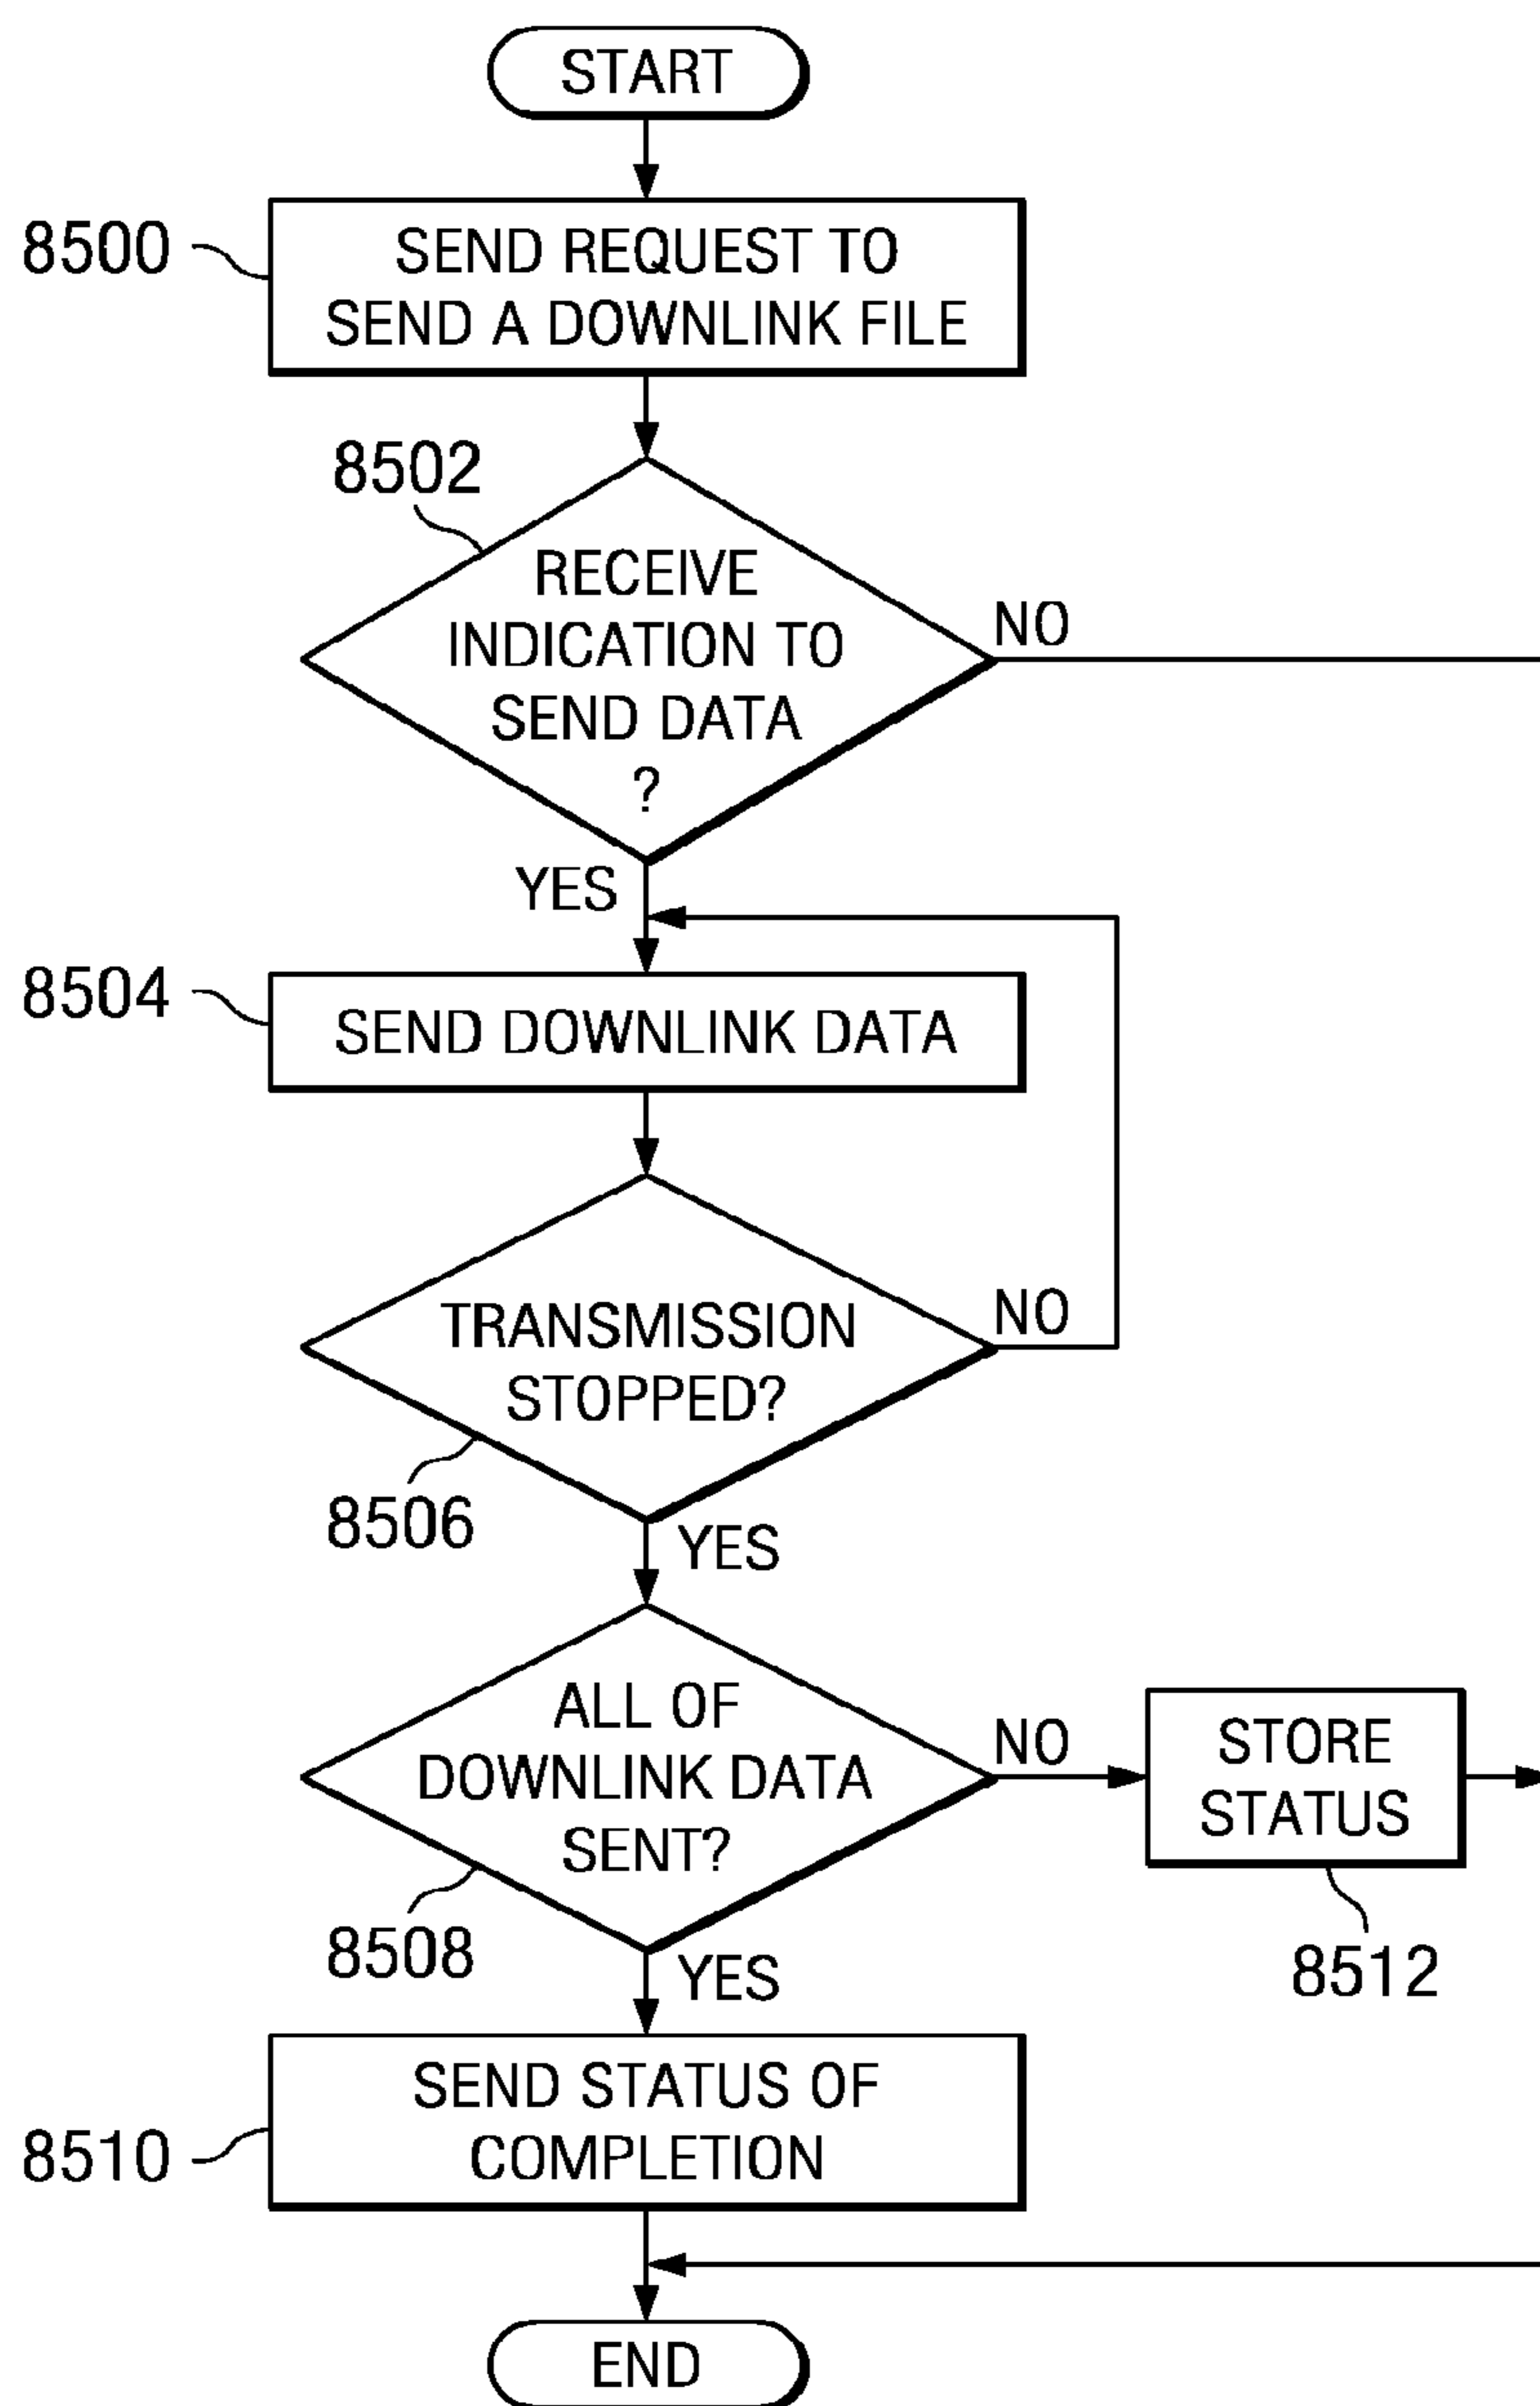 START
8500
SEND REQUEST TO
SEND A DOWNLINK FILE
8502
RECEIVE
INDICATION TO
SEND DATA
?
NO
YES
8504
SEND DOWNLINK DATA
TRANSMISSION
STOPPED?
NO
8506
YES
ALL OF
DOWNLINK DATA
SENT?
NO
STORE
STATUS
8508
8512
YES
SEND STATUS OF
COMPLETION
8510
END